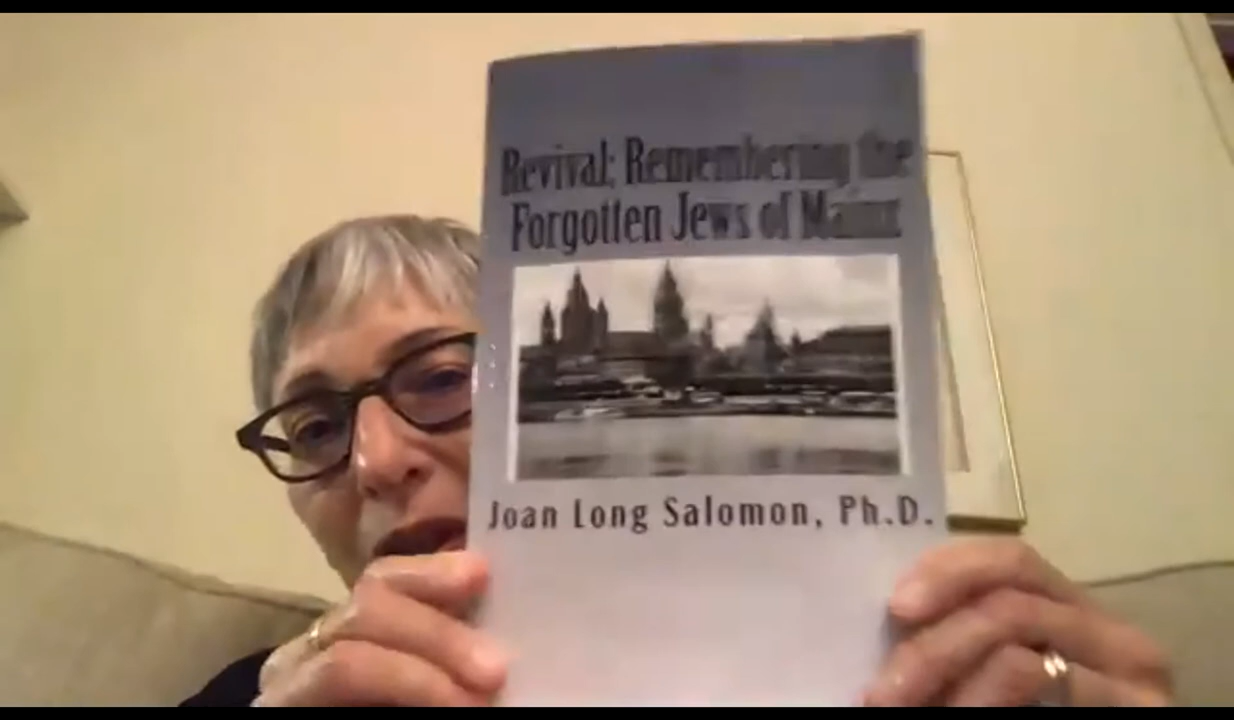 Revival: Remembering the
Forgotten Jews of Mainz
Joan Long Salomon, Ph.D.